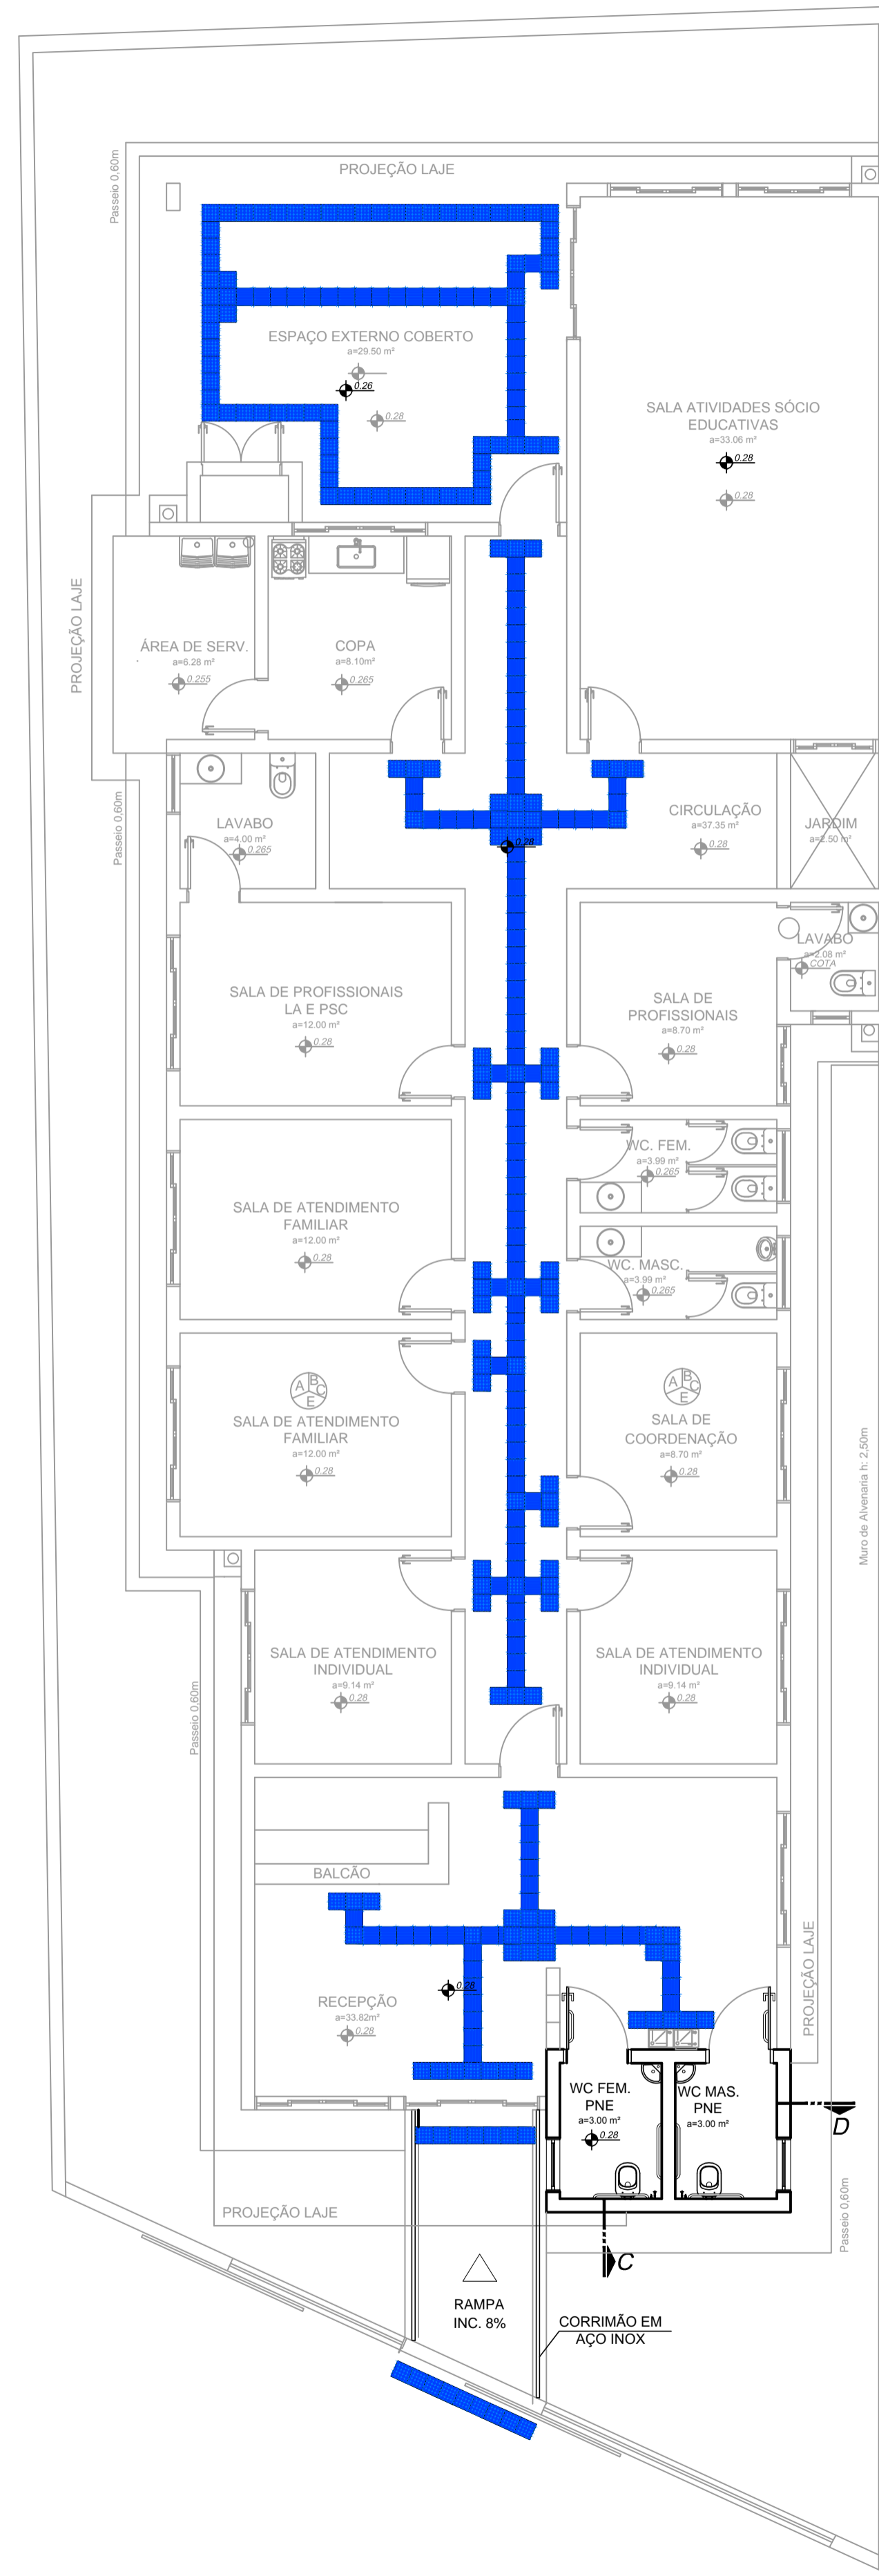 PROJEÇÃO LAJE
Passeio 0,60m
ESPAÇO EXTERNO COBERTO
a=29.50 m²
0.26
0.28
SALA ATIVIDADES SÓCIO
EDUCATIVAS
a=33.06 m²
0.28
0.28
PROJEÇÃO LAJE
ÁREA DE SERV.
a=6.28 m²
0.255
COPA
a=8.10m²
0.265
Passeio 0,60m
LAVABO
a=4.00 m²
0.265
0.28
CIRCULAÇÃO
a=37.35 m²
0.28
JARDIM
a=2.50 m²
LAVABO
a=2.08 m²
COTA
SALA DE PROFISSIONAIS
LA E PSC
a=12.00 m²
0.28
SALA DE
PROFISSIONAIS
a=8.70 m²
0.28
WC. FEM.
a=3.99 m²
0.265
SALA DE ATENDIMENTO
FAMILIAR
a=12.00 m²
0.28
WC. MASC.
a=3.99 m²
0.265
A B C E
SALA DE ATENDIMENTO
FAMILIAR
a=12.00 m²
0.28
A B C E
SALA DE
COORDENAÇÃO
a=8.70 m²
0.28
Muro de Alvenaria h: 2,50m
SALA DE ATENDIMENTO
INDIVIDUAL
a=9.14 m²
0.28
SALA DE ATENDIMENTO
INDIVIDUAL
a=9.14 m²
0.28
Passeio 0,60m
BALCÃO
RECEPÇÃO
a=33.82m²
0.28
0.28
PROJEÇÃO LAJE
WC FEM.
PNE
a=3.00 m²
0.28
WC MAS.
PNE
a=3.00 m²
D
PROJEÇÃO LAJE
Passeio 0,60m
C
RAMPA
INC. 8%
CORRIMÃO EM
AÇO INOX